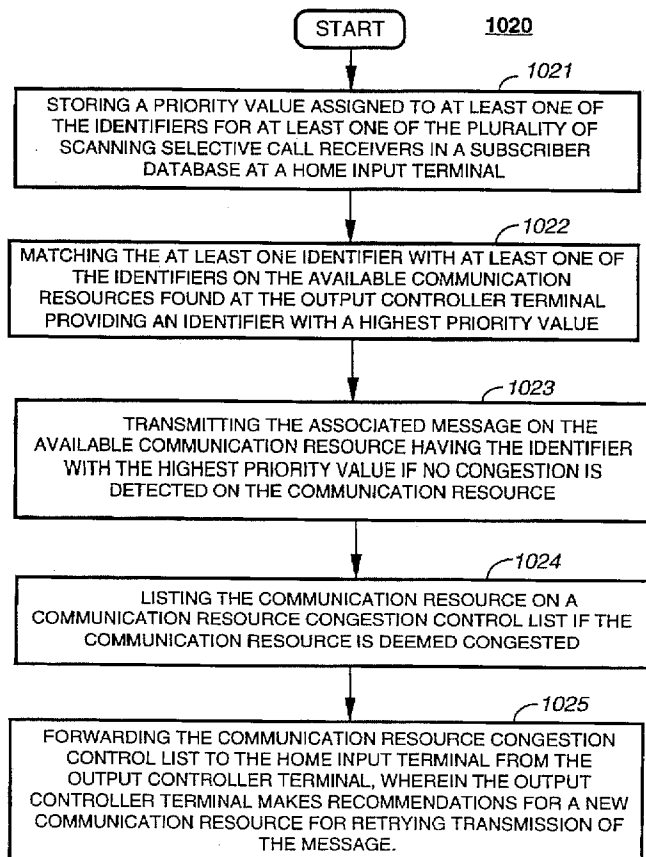 START
1020
1021
STORING A PRIORITY VALUE ASSIGNED TO AT LEAST ONE OF
THE IDENTIFIERS FOR AT LEAST ONE OF THE PLURALITY OF
SCANNING SELECTIVE CALL RECEIVERS IN A SUBSCRIBER
DATABASE AT A HOME INPUT TERMINAL
1022
MATCHING THE AT LEAST ONE IDENTIFIER WITH AT LEAST ONE OF
THE IDENTIFIERS ON THE AVAILABLE COMMUNICATION
RESOURCES FOUND AT THE OUTPUT CONTROLLER TERMINAL
PROVIDING AN IDENTIFIER WITH A HIGHEST PRIORITY VALUE
1023
TRANSMITTING THE ASSOCIATED MESSAGE ON THE
AVAILABLE COMMUNICATION RESOURCE HAVING THE IDENTIFIER
WITH THE HIGHEST PRIORITY VALUE IF NO CONGESTION IS
DETECTED ON THE COMMUNICATION RESOURCE
1024
LISTING THE COMMUNICATION RESOURCE ON A
COMMUNICATION RESOURCE CONGESTION CONTROL LIST IF THE
COMMUNICATION RESOURCE IS DEEMED CONGESTED
1025
FORWARDING THE COMMUNICATION RESOURCE CONGESTION
CONTROL LIST TO THE HOME INPUT TERMINAL FROM THE
OUTPUT CONTROLLER TERMINAL, WHEREIN THE OUTPUT
CONTROLLER TERMINAL MAKES RECOMMENDATIONS FOR A NEW
COMMUNICATION RESOURCE FOR RETRYING TRANSMISSION OF
THE MESSAGE.